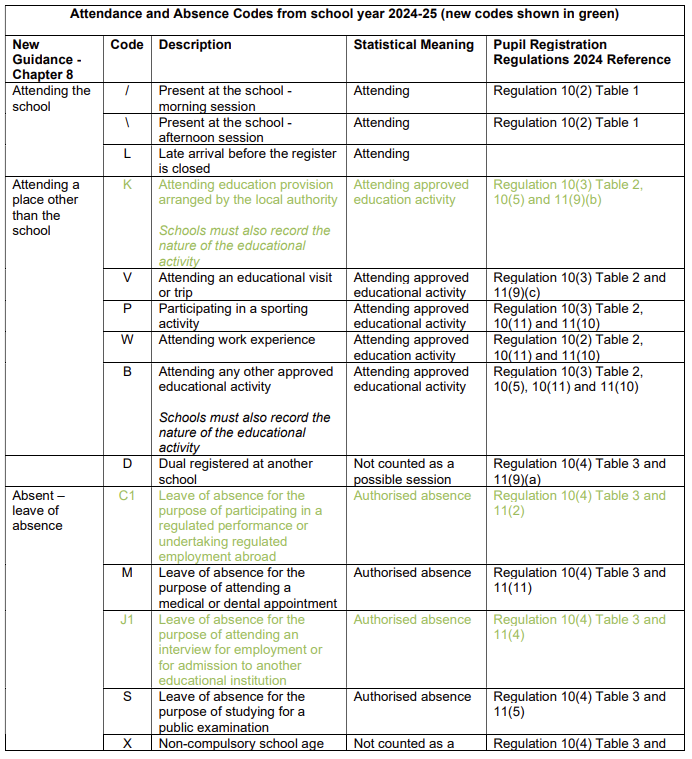 Attendance and Absence Codes from school year 2024-25 (new codes shown in green)
New Guidance - Chapter 8 | Code | Description | Statistical Meaning | Pupil Registration Regulations 2024 Reference
Attending the school | / | Present at the school - morning session | Attending | Regulation 10(2) Table 1
\ | Present at the school - afternoon session | Attending | Regulation 10(2) Table 1
L | Late arrival before the register is closed | Attending
Attending a place other than the school | K | Attending education provision arranged by the local authority Schools must also record the nature of the educational activity | Attending approved education activity | Regulation 10(3) Table 2, 10(5) and 11(9)(b)
V | Attending an educational visit or trip | Attending approved educational activity | Regulation 10(3) Table 2 and 11(9)(c)
P | Participating in a sporting activity | Attending approved educational activity | Regulation 10(3) Table 2, 10(11) and 11(10)
W | Attending work experience | Attending approved education activity | Regulation 10(2) Table 2, 10(11) and 11(10)
B | Attending any other approved educational activity Schools must also record the nature of the educational activity | Attending approved educational activity | Regulation 10(3) Table 2, 10(5), 10(11) and 11(10)
D | Dual registered at another school | Not counted as a possible session | Regulation 10(4) Table 3 and 11(9)(a)
Absent – leave of absence | C1 | Leave of absence for the purpose of participating in a regulated performance or undertaking regulated employment abroad | Authorised absence | Regulation 10(4) Table 3 and 11(2)
M | Leave of absence for the purpose of attending a medical or dental appointment | Authorised absence | Regulation 10(4) Table 3 and 11(11)
J1 | Leave of absence for the purpose of attending an interview for employment or for admission to another educational institution | Authorised absence | Regulation 10(4) Table 3 and 11(4)
S | Leave of absence for the purpose of studying for a public examination | Authorised absence | Regulation 10(4) Table 3 and 11(5)
X | Non-compulsory school age | Not counted as a | Regulation 10(4) Table 3 and